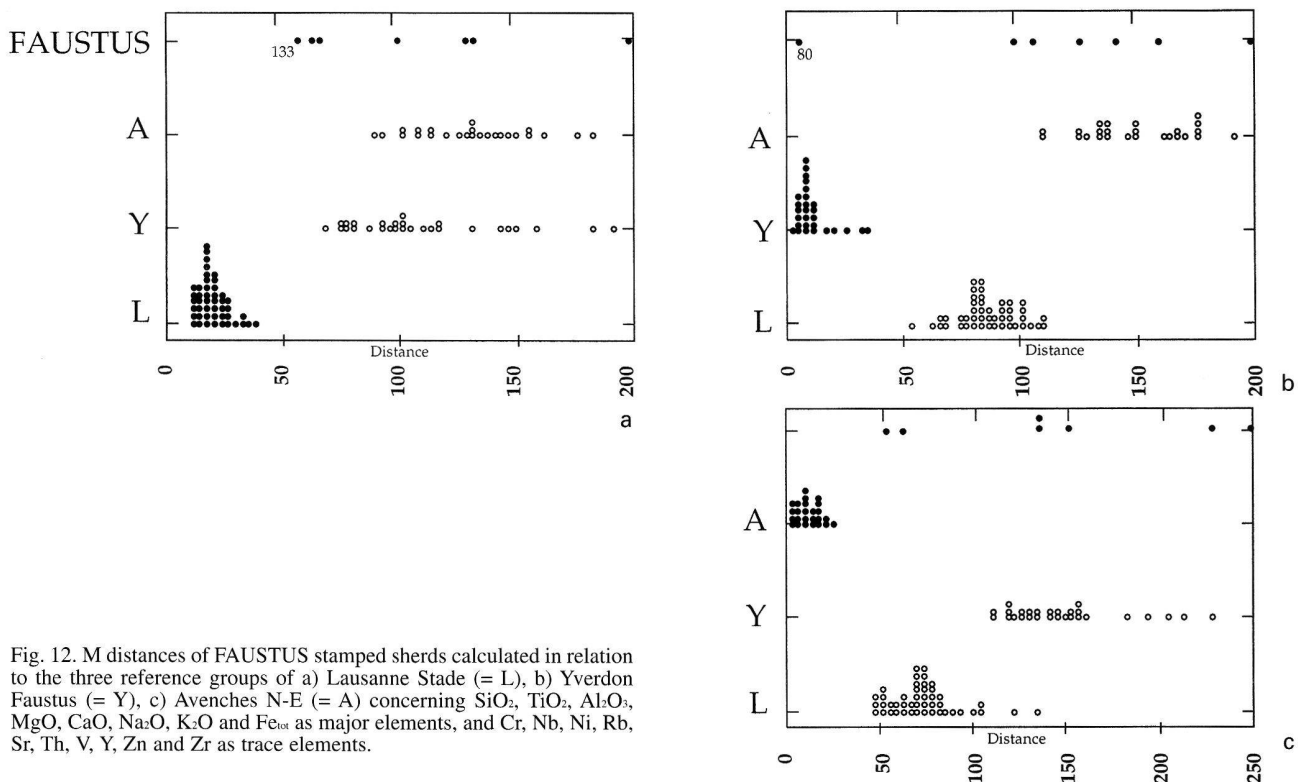 FAUSTUS
133
A
Y
L
Distance
0
50
100
150
200
a
80
A
Y
L
Distance
0
50
100
150
200
b
A
Y
L
Distance
0
50
100
150
200
250
c
Fig. 12. M distances of FAUSTUS stamped sherds calculated in relation
to the three reference groups of a) Lausanne Stade (= L), b) Yverdon
Faustus (= Y), c) Avenches N-E (= A) concerning SiO₂, TiO₂, Al₂O₃,
MgO, CaO, Na₂O, K₂O and Feₜₒₜ as major elements, and Cr, Nb, Ni, Rb,
Sr, Th, V, Y, Zn and Zr as trace elements.